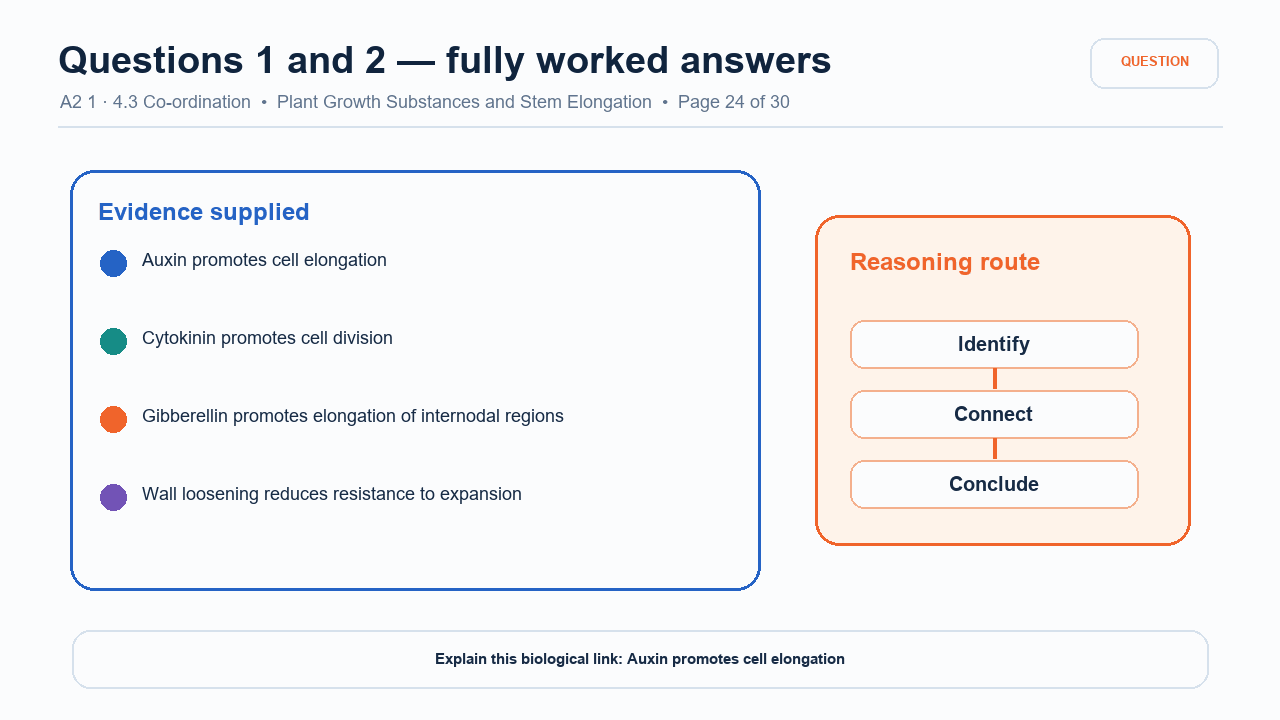 Questions 1 and 2 — fully worked answers
QUESTION
A2 1 · 4.3 Co-ordination • Plant Growth Substances and Stem Elongation • Page 24 of 30
Evidence supplied
Auxin promotes cell elongation
Cytokinin promotes cell division
Gibberellin promotes elongation of internodal regions
Wall loosening reduces resistance to expansion
Reasoning route
Identify
Connect
Conclude
Explain this biological link: Auxin promotes cell elongation